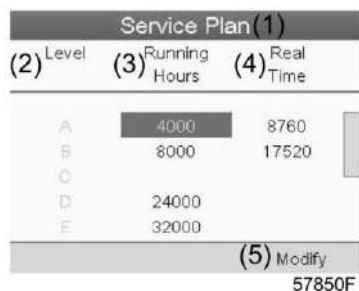 Service Plan (1)
(2) Level (3) Running Hours (4) Real Time
A 4000 8760
B 8000 17520
C
D 24000
E 32000
(5) Modify
57850F